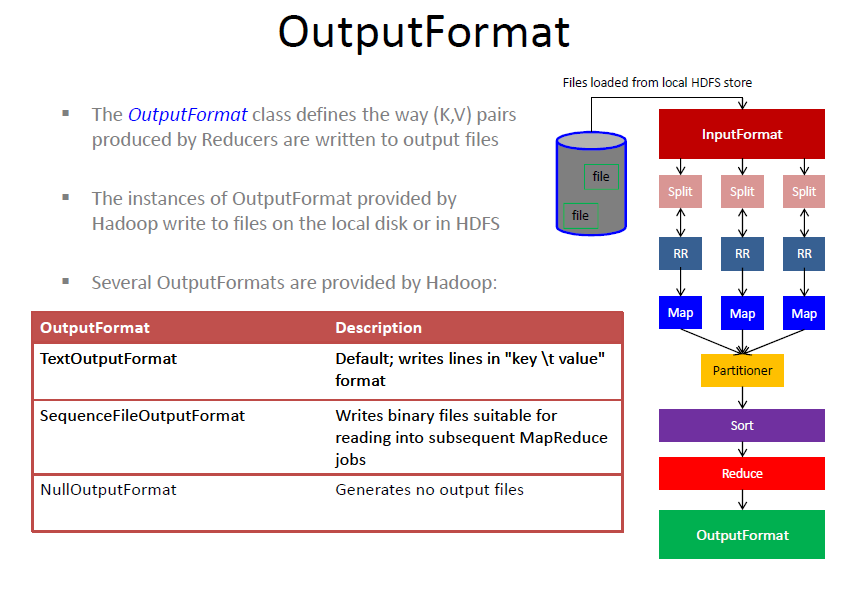 OutputFormat
▪ The OutputFormat class defines the way (K,V) pairs
produced by Reducers are written to output files
▪ The instances of OutputFormat provided by
Hadoop write to files on the local disk or in HDFS
▪ Several OutputFormats are provided by Hadoop:
OutputFormat Description
TextOutputFormat Default; writes lines in "key \t value"
format
SequenceFileOutputFormat Writes binary files suitable for
reading into subsequent MapReduce
jobs
NullOutputFormat Generates no output files
Files loaded from local HDFS store
file
file
InputFormat
Split Split Split
RR RR RR
Map Map Map
Partitioner
Sort
Reduce
OutputFormat